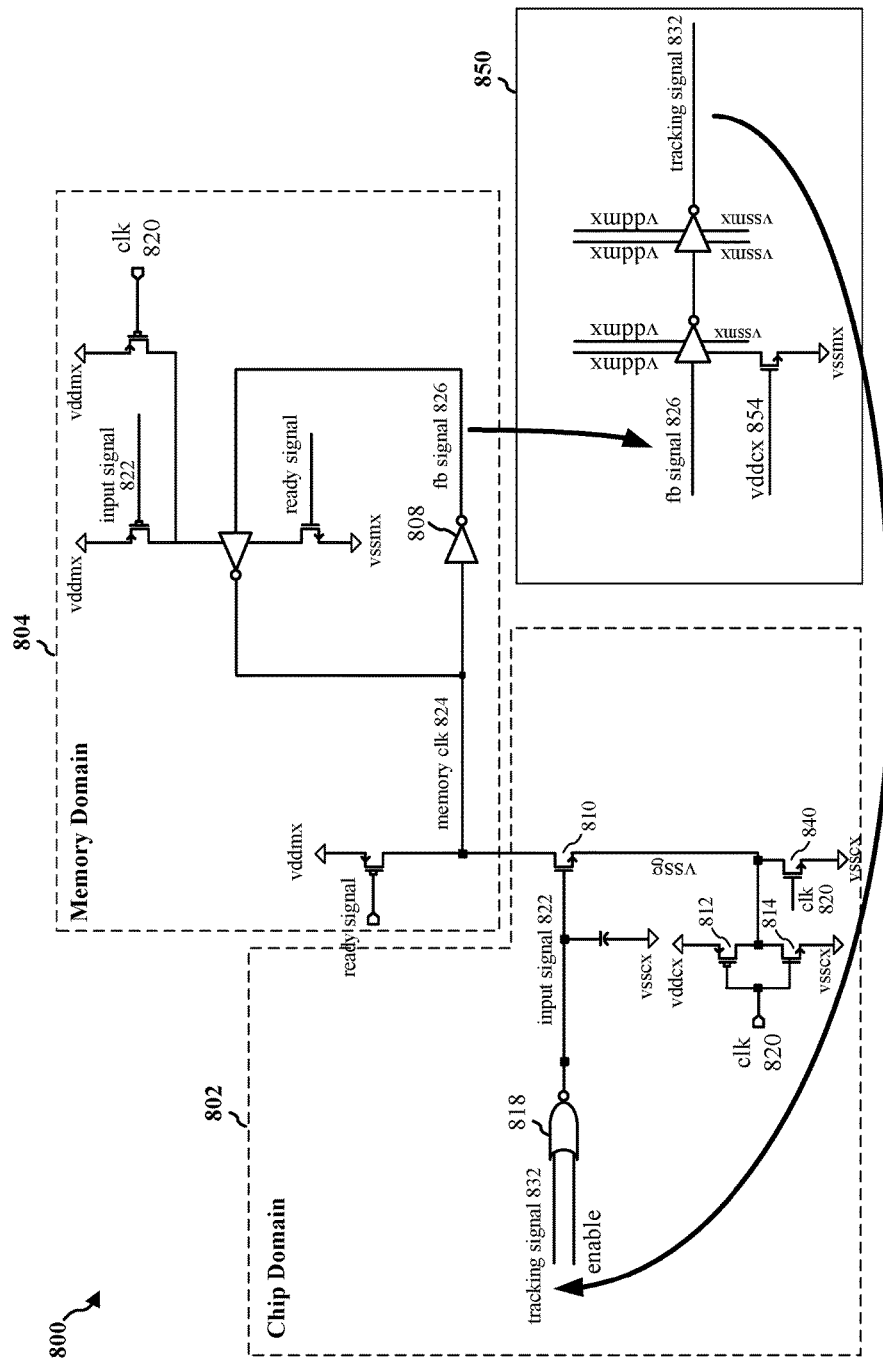 800
802
804
850
Memory Domain
vddmx
input signal
822
vddmx
clk
820
ready signal
vssmx
fb signal 826
808
vddmx
ready signal
memory clk 824
Chip Domain
tracking signal 832
enable
818
input signal 822
vsscx
810
vssg
vddcx
812
814
clk
820
vsscx
840
clk
820
vsscx
fb signal 826
vddcx 854
vddmx
vddmx
vssmx
vssmx
vddmx
vddmx
vssmx
vssmx
tracking signal 832